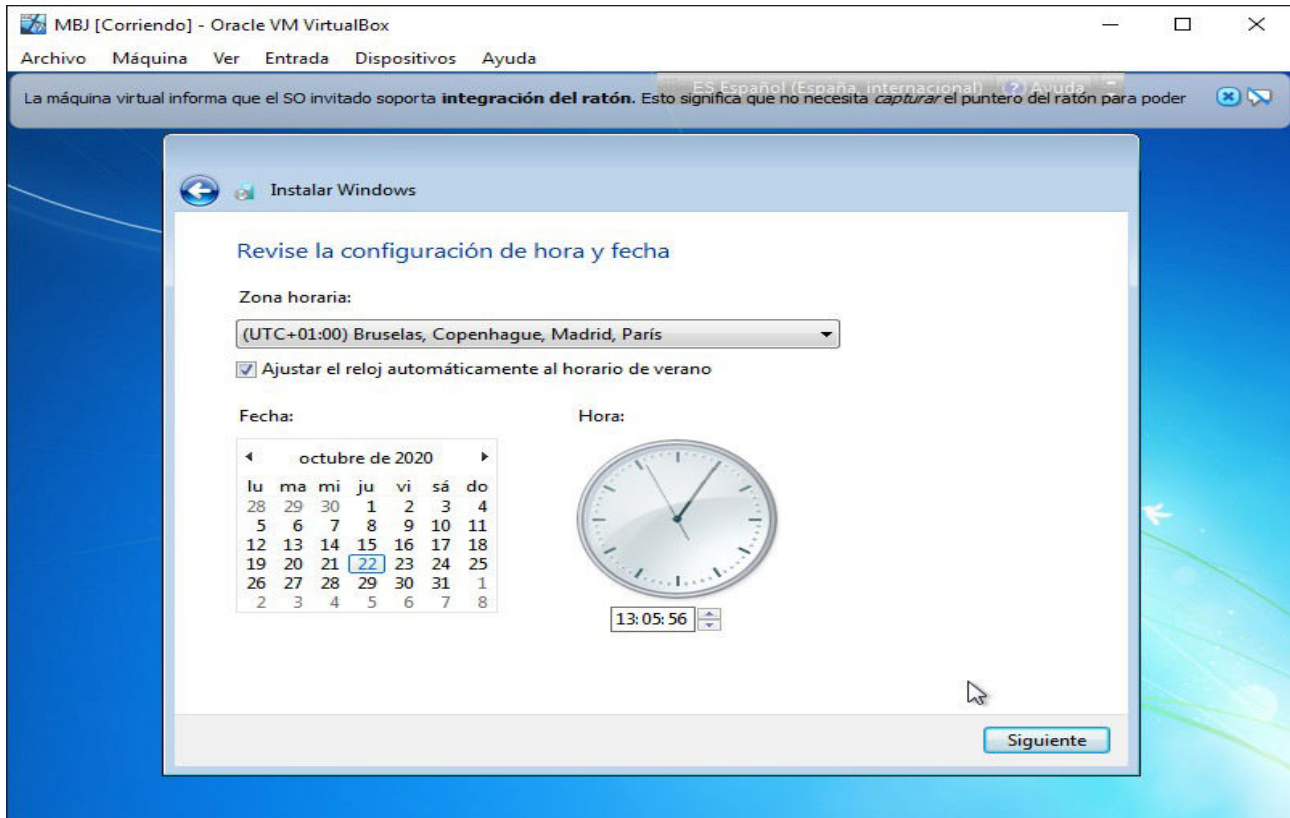 MBJ [Corriendo] - Oracle VM VirtualBox
Archivo Máquina Ver Entrada Dispositivos Ayuda
ES Español (España, internacional) ? Ayuda
La máquina virtual informa que el SO invitado soporta integración del ratón. Esto significa que no necesita capturar el puntero del ratón para poder
Instalar Windows
Revise la configuración de hora y fecha
Zona horaria:
(UTC+01:00) Bruselas, Copenhague, Madrid, París
Ajustar el reloj automáticamente al horario de verano
Fecha: Hora:
octubre de 2020
lu ma mi ju vi sá do
28 29 30 1 2 3 4
5 6 7 8 9 10 11
12 13 14 15 16 17 18
19 20 21 22 23 24 25
26 27 28 29 30 31 1
2 3 4 5 6 7 8
13:05:56
Siguiente